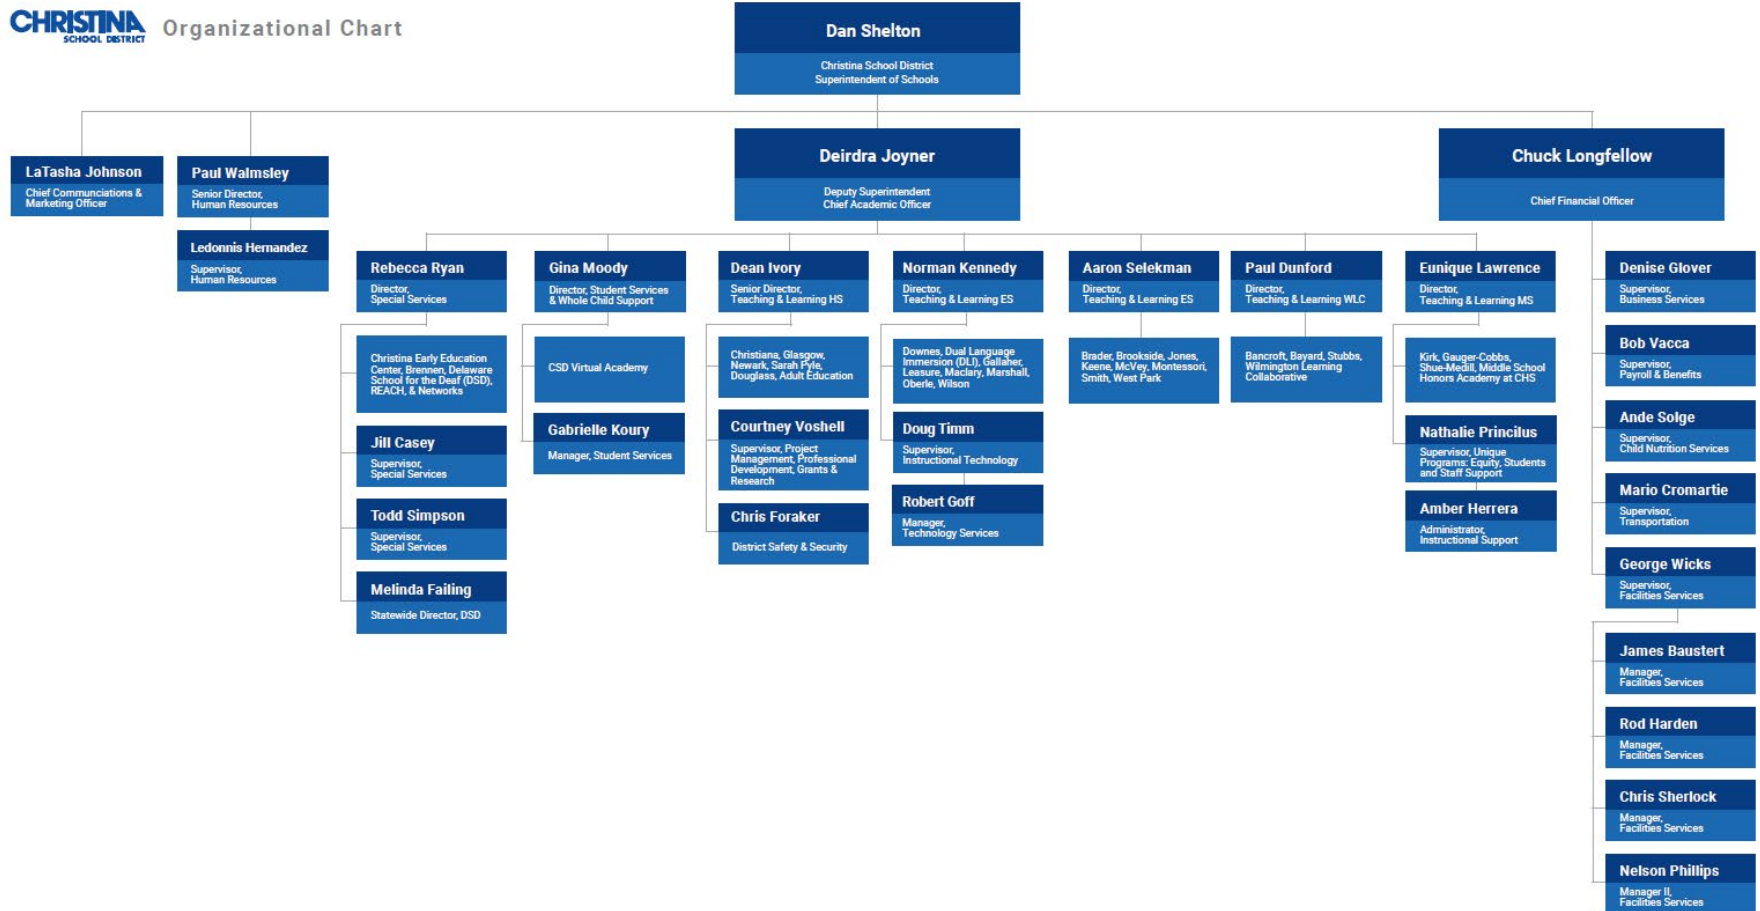 CHRISTINA
SCHOOL DISTRICT
Organizational Chart
Dan Shelton
Christina School District
Superintendent of Schools
LaTasha Johnson
Chief Communciations &
Marketing Officer
Paul Walmsley
Senior Director,
Human Resources
Ledonnis Hernandez
Supervisor,
Human Resources
Deirdra Joyner
Deputy Superintendent
Chief Academic Officer
Chuck Longfellow
Chief Financial Officer
Rebecca Ryan
Director,
Special Services
Christina Early Education
Center, Brennen, Delaware
School for the Deaf (DSD),
REACH, & Networks
Jill Casey
Supervisor,
Special Services
Todd Simpson
Supervisor,
Special Services
Melinda Failing
Statewide Director, DSD
Gina Moody
Director, Student Services
& Whole Child Support
CSD Virtual Academy
Gabrielle Koury
Manager, Student Services
Dean Ivory
Senior Director,
Teaching & Learning HS
Christiana, Glasgow,
Newark, Sarah Pyle,
Douglass, Adult Education
Courtney Voshell
Supervisor, Project
Management, Professional
Development, Grants &
Research
Chris Foraker
District Safety & Security
Norman Kennedy
Director,
Teaching & Learning ES
Downes, Dual Language
Immersion (DLI), Gallaher,
Leasure, Maclary, Marshall,
Oberle, Wilson
Doug Timm
Supervisor,
Instructional Technology
Robert Goff
Manager,
Technology Services
Aaron Selekman
Director,
Teaching & Learning ES
Brader, Brookside, Jones,
Keene, McVey, Montessori,
Smith, West Park
Paul Dunford
Director,
Teaching & Learning WLC
Bancroft, Bayard, Stubbs,
Wilmington Learning
Collaborative
Eunique Lawrence
Director,
Teaching & Learning MS
Kirk, Gauger-Cobbs,
Shue-Medill, Middle School
Honors Academy at CHS
Nathalie Princilus
Supervisor, Unique
Programs: Equity, Students
and Staff Support
Amber Herrera
Administrator,
Instructional Support
Denise Glover
Supervisor,
Business Services
Bob Vacca
Supervisor,
Payroll & Benefits
Ande Solge
Supervisor,
Child Nutrition Services
Mario Cromartie
Supervisor,
Transportation
George Wicks
Supervisor,
Facilities Services
James Baustert
Manager,
Facilities Services
Rod Harden
Manager,
Facilities Services
Chris Sherlock
Manager,
Facilities Services
Nelson Phillips
Manager II,
Facilities Services